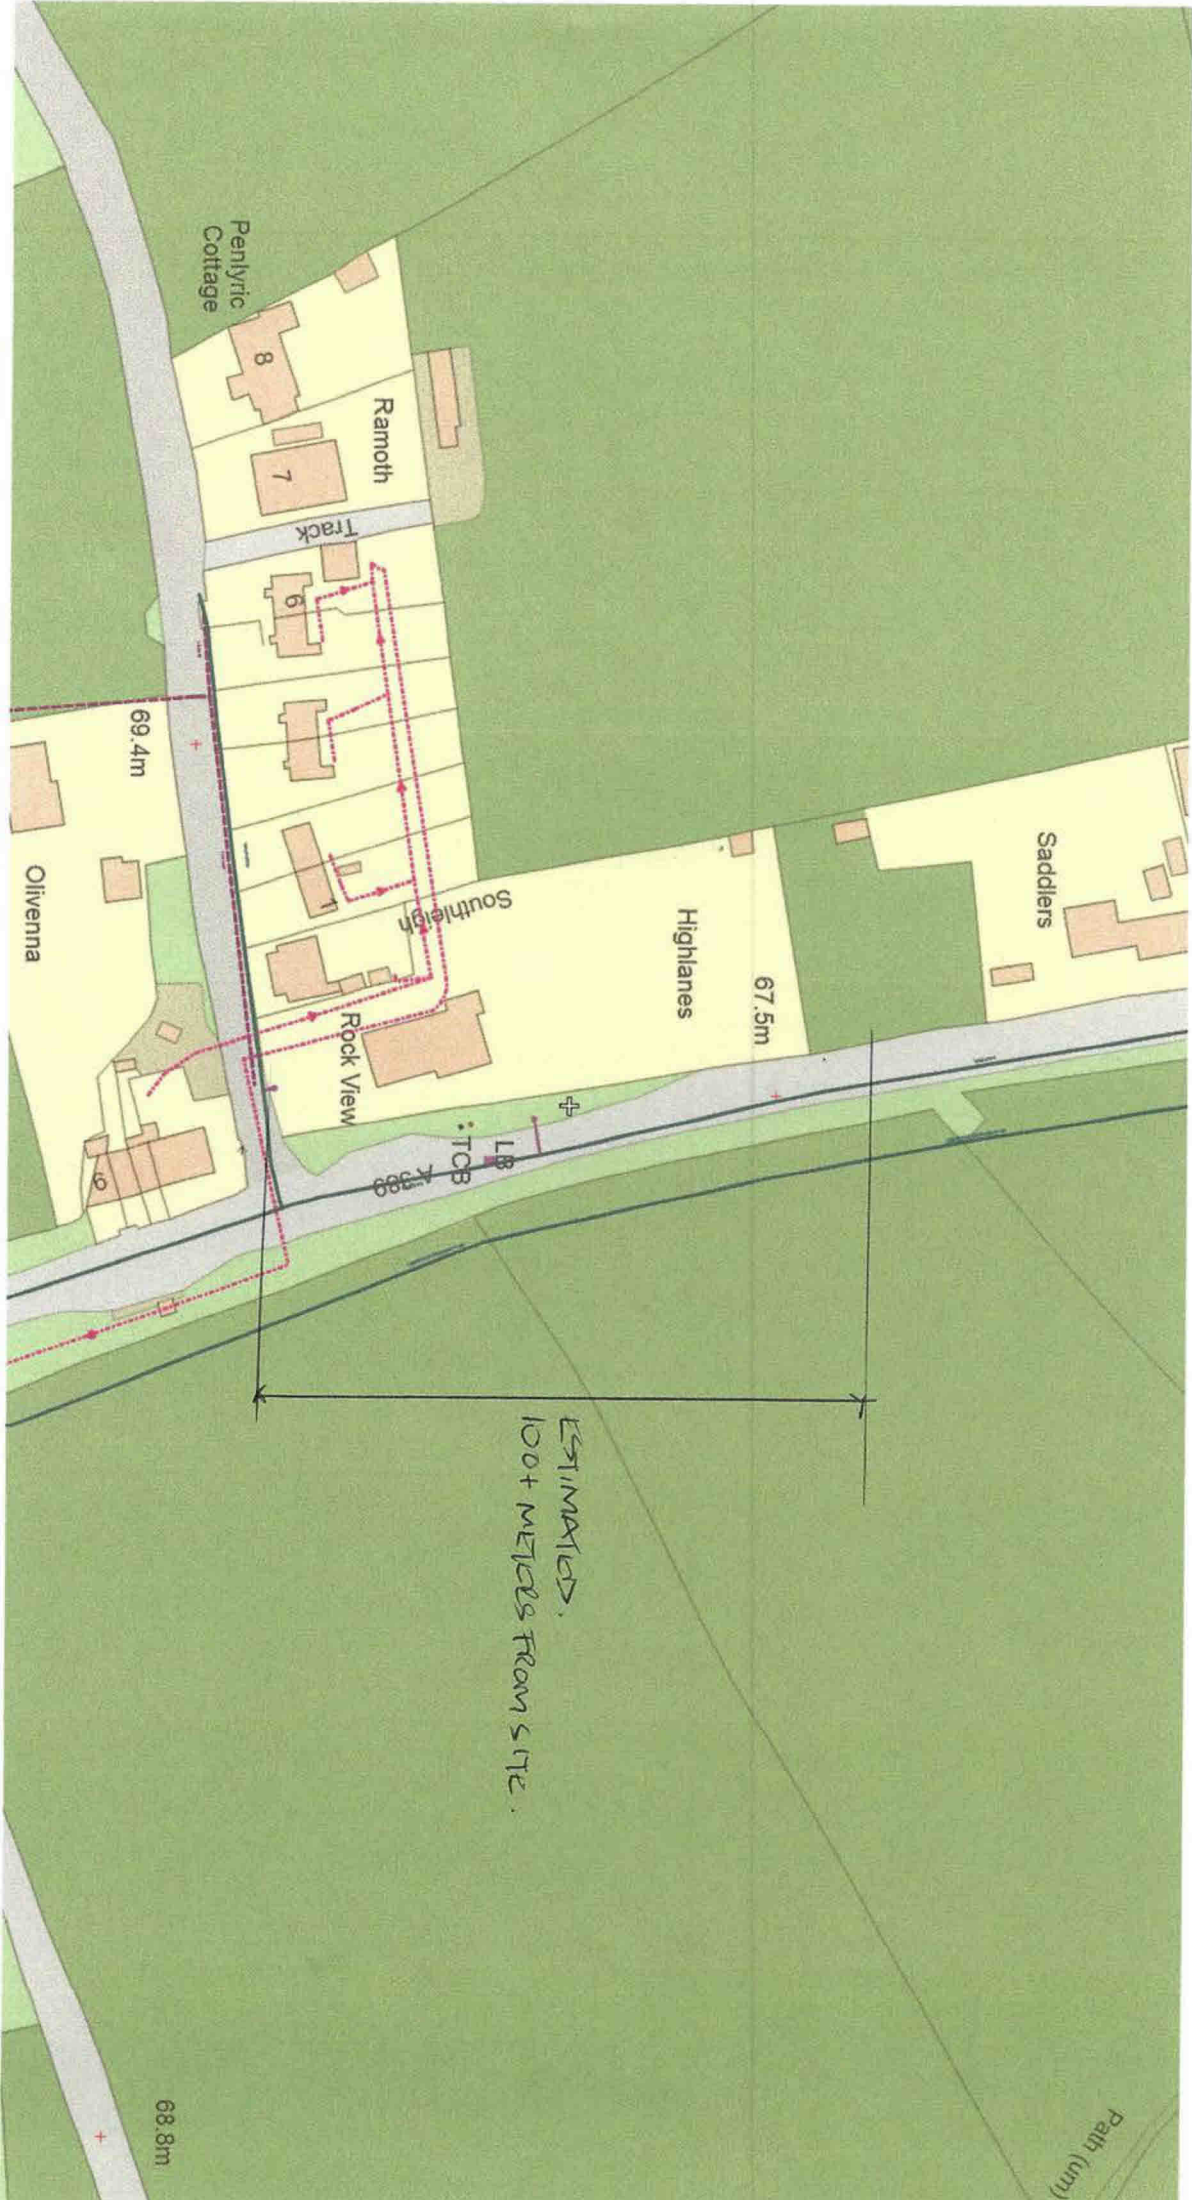 Saddlers
67.5m
Highlanes
Southleigh
Ramoth
Track
Penlyric
Cottage
8
7
6
1
Rock View
LB
TCB
A 389
69.4m
Olivenna
9
ESTIMATED.
100+ METERS FROM SITE.
Path (um)
68.8m